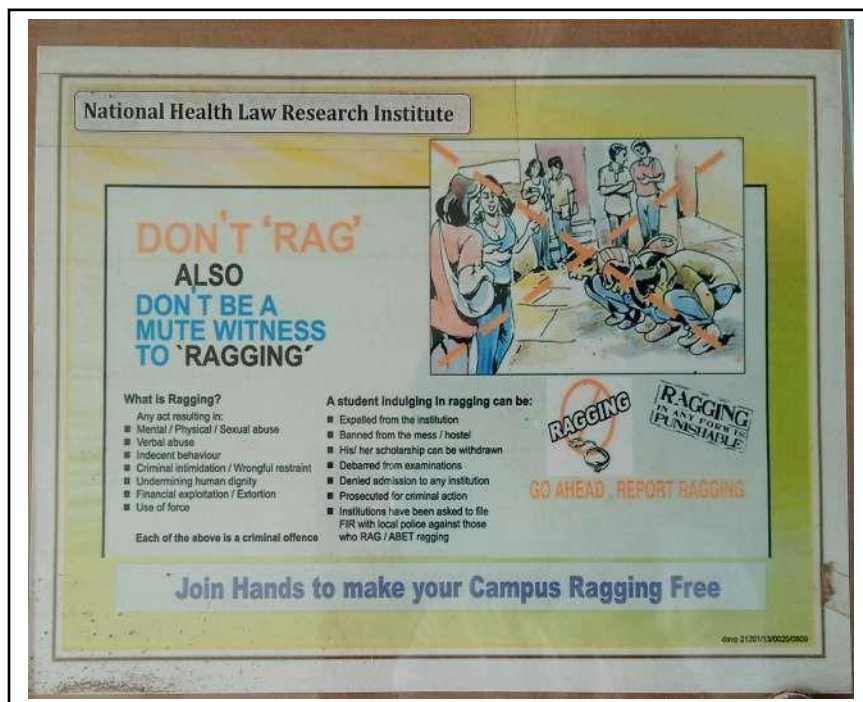 National Health Law Research Institute
DON'T 'RAG'
ALSO
DON'T BE A
MUTE WITNESS
TO `RAGGING´
What is Ragging?
Any act resulting in:
■ Mental / Physical / Sexual abuse
■ Verbal abuse
■ Indecent behaviour
■ Criminal intimidation / Wrongful restraint
■ Undermining human dignity
■ Financial exploitation / Extortion
■ Use of force
Each of the above is a criminal offence
A student indulging in ragging can be:
■ Expelled from the institution
■ Banned from the mess / hostel
■ His/ her scholarship can be withdrawn
■ Debarred from examinations
■ Denied admission to any institution
■ Prosecuted for criminal action
■ Institutions have been asked to file
FIR with local police against those
who RAG / ABET ragging
RAGGING
RAGGING
IN ANY FORM IS
PUNISHABLE
GO AHEAD . REPORT RAGGING
Join Hands to make your Campus Ragging Free
davp 21201/13/0020/0809